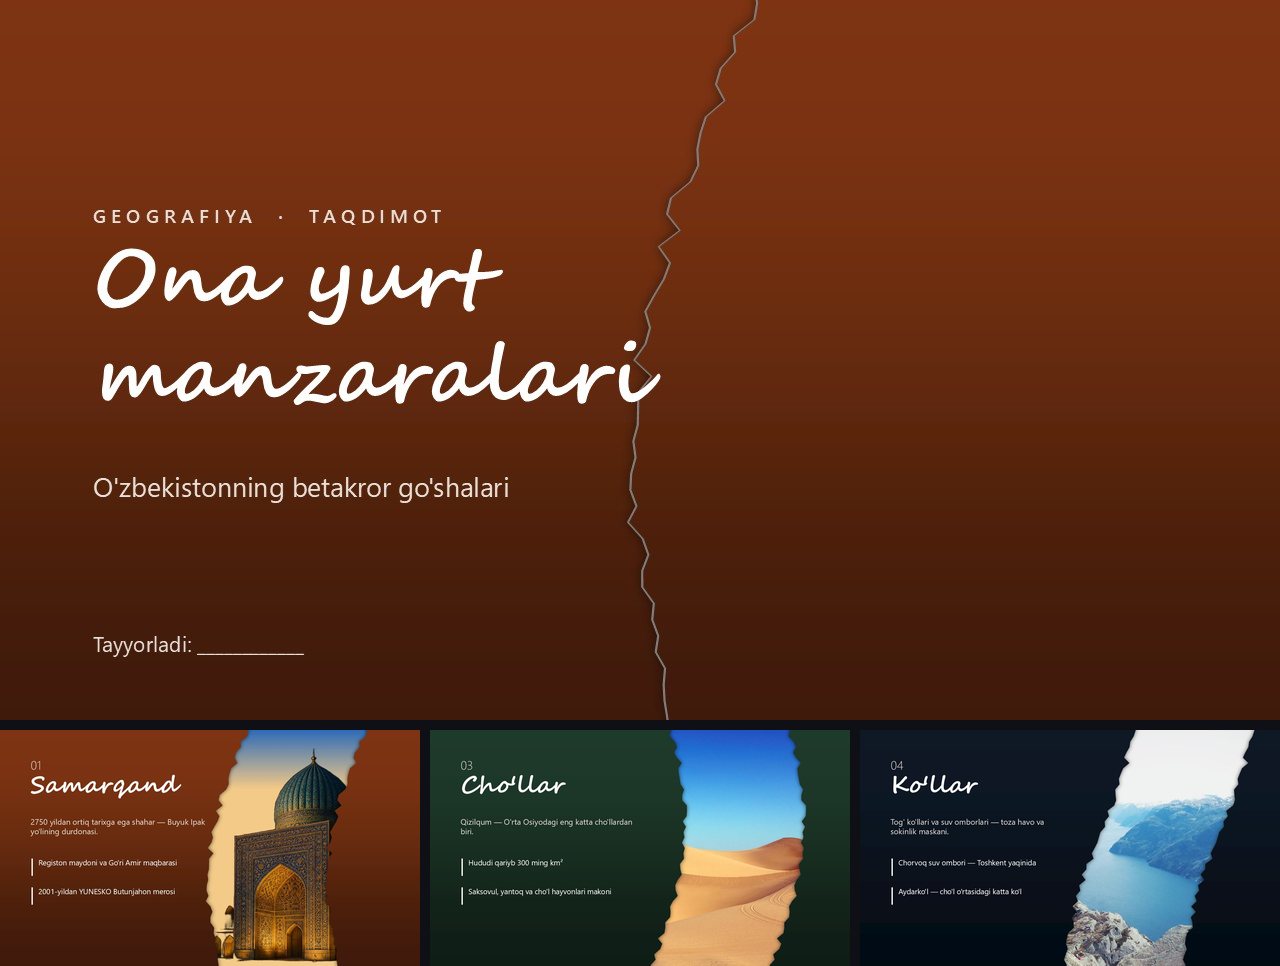 GEOGRAFIYA · TAQDIMOT
Ona yurt
manzaralari
O'zbekistonning betakror go'shalari
Tayyorladi: ____________
01
Samarqand
2750 yildan ortiq tarixga ega shahar — Buyuk Ipak
yo'lining durdonasi.
Registon maydoni va Go'ri Amir maqbarasi
2001-yildan YUNESKO Butunjahon merosi
03
Cho'llar
Qizilqum — O'rta Osiyodagi eng katta cho'llardan
biri.
Hududi qariyb 300 ming km²
Saksovul, yantoq va cho'l hayvonlari makoni
04
Ko'llar
Tog' ko'llari va suv omborlari — toza havo va
sokinlik maskani.
Chorvoq suv ombori — Toshkent yaqinida
Aydarko'l — cho'l o'rtasidagi katta ko'l